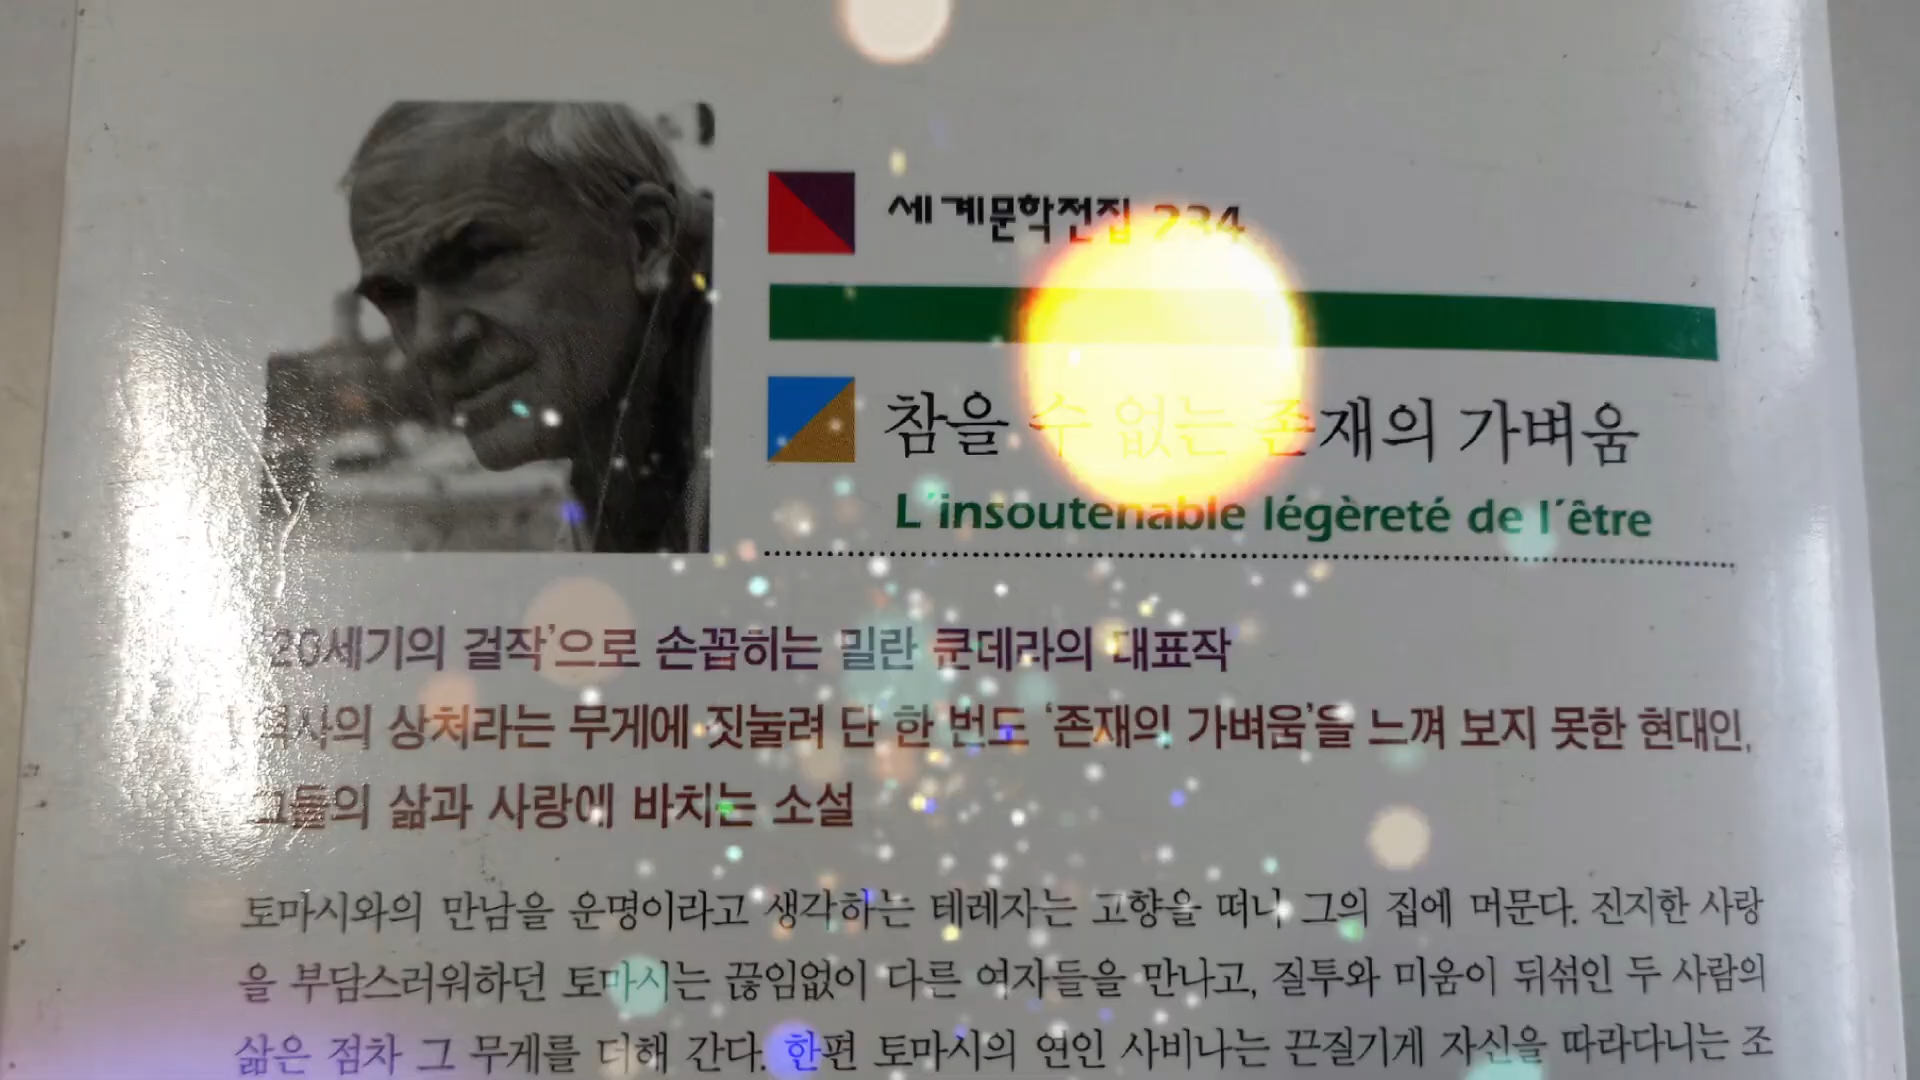 세계문학전집 234
참을 수 없는 존재의 가벼움
L'insoutenable légèreté de l'être
'20세기의 걸작'으로 손꼽히는 밀란 쿤데라의 대표작
역사의 상처라는 무게에 짓눌려 단 한 번도 '존재의 가벼움'을 느껴 보지 못한 현대인,
그들의 삶과 사랑에 바치는 소설
토마시와의 만남을 운명이라고 생각하는 테레자는 고향을 떠나 그의 집에 머문다. 진지한 사랑
을 부담스러워하던 토마시는 끊임없이 다른 여자들을 만나고, 질투와 미움이 뒤섞인 두 사람의
삶은 점차 그 무게를 더해 간다. 한편 토마시의 연인 사비나는 끈질기게 자신을 따라다니는 조